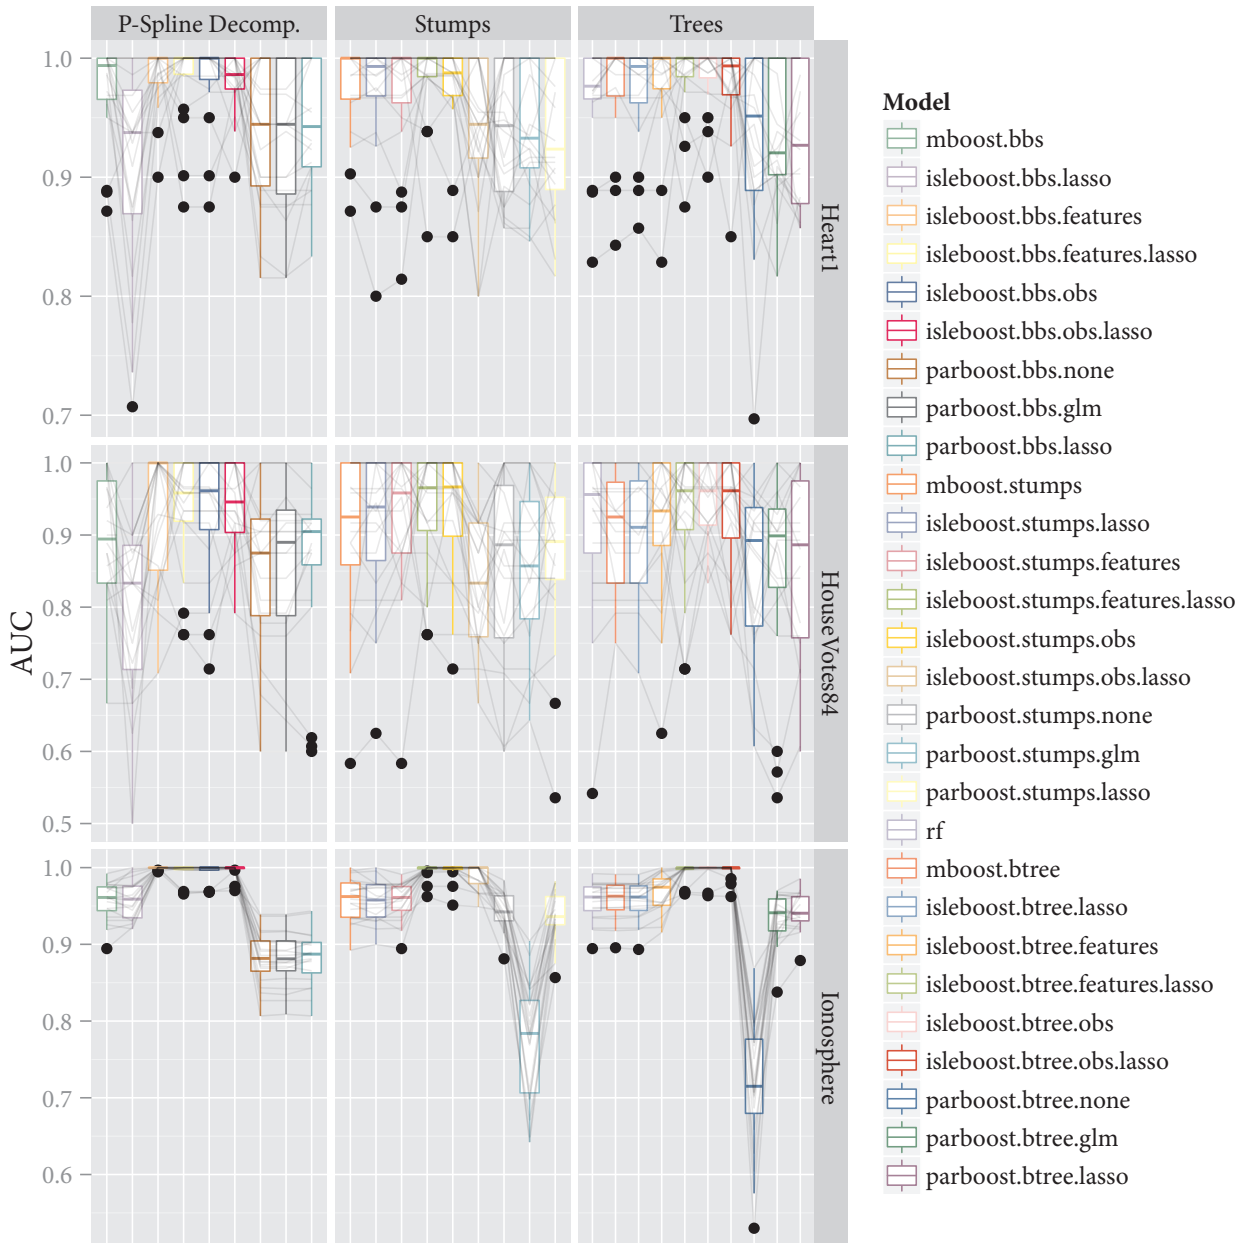 P-Spline Decomp. Stumps Trees
1.0
0.9
0.8
0.7
Heart1
1.0
0.9
0.8
0.7
0.6
0.5
HouseVotes84
AUC
1.0
0.9
0.8
0.7
0.6
Ionosphere
Model
mboost.bbs
isleboost.bbs.lasso
isleboost.bbs.features
isleboost.bbs.features.lasso
isleboost.bbs.obs
isleboost.bbs.obs.lasso
parboost.bbs.none
parboost.bbs.glm
parboost.bbs.lasso
mboost.stumps
isleboost.stumps.lasso
isleboost.stumps.features
isleboost.stumps.features.lasso
isleboost.stumps.obs
isleboost.stumps.obs.lasso
parboost.stumps.none
parboost.stumps.glm
parboost.stumps.lasso
rf
mboost.btree
isleboost.btree.lasso
isleboost.btree.features
isleboost.btree.features.lasso
isleboost.btree.obs
isleboost.btree.obs.lasso
parboost.btree.none
parboost.btree.glm
parboost.btree.lasso